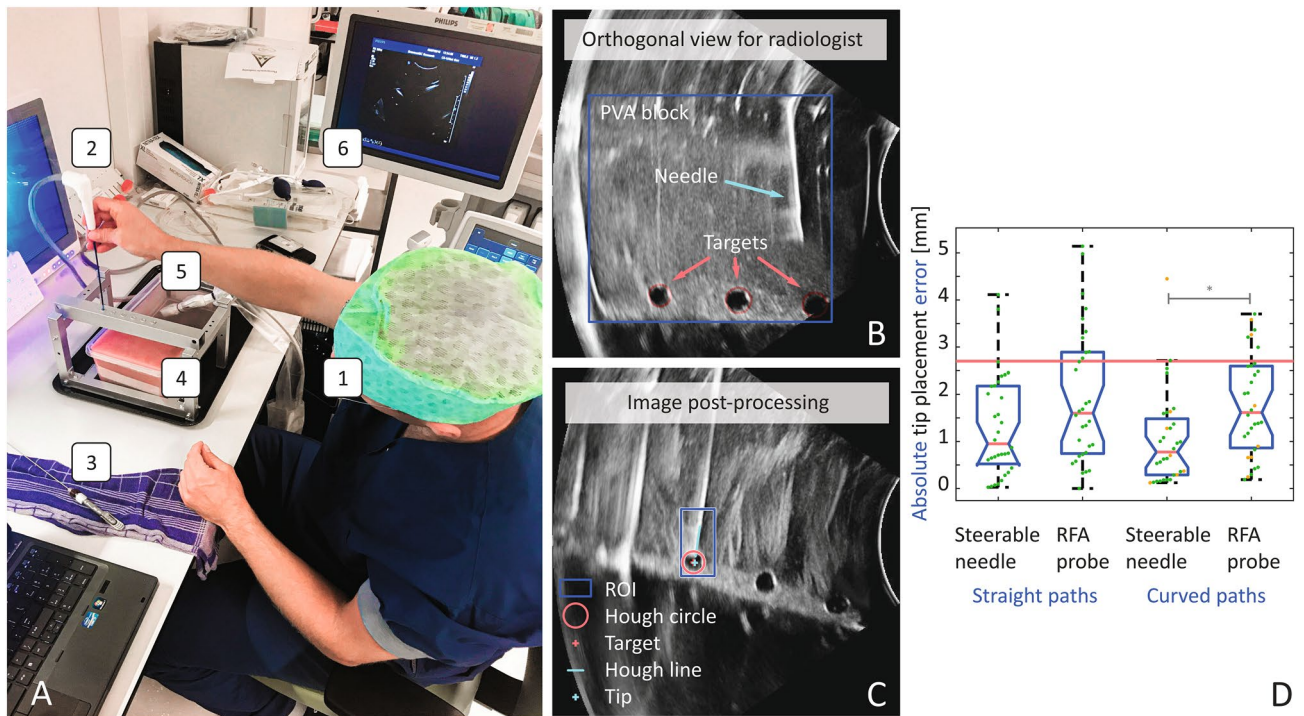 2
6
5
4
1
3
A
PHILIPS
PHILIPS
Orthogonal view for radiologist
PVA block
Needle
Targets
B
Image post-processing
ROI
Hough circle
Target
Hough line
Tip
C
Absolute tip placement error [mm]
5
4
3
2
1
0
*
Steerable needle
RFA probe
Steerable needle
RFA probe
Straight paths
Curved paths
D